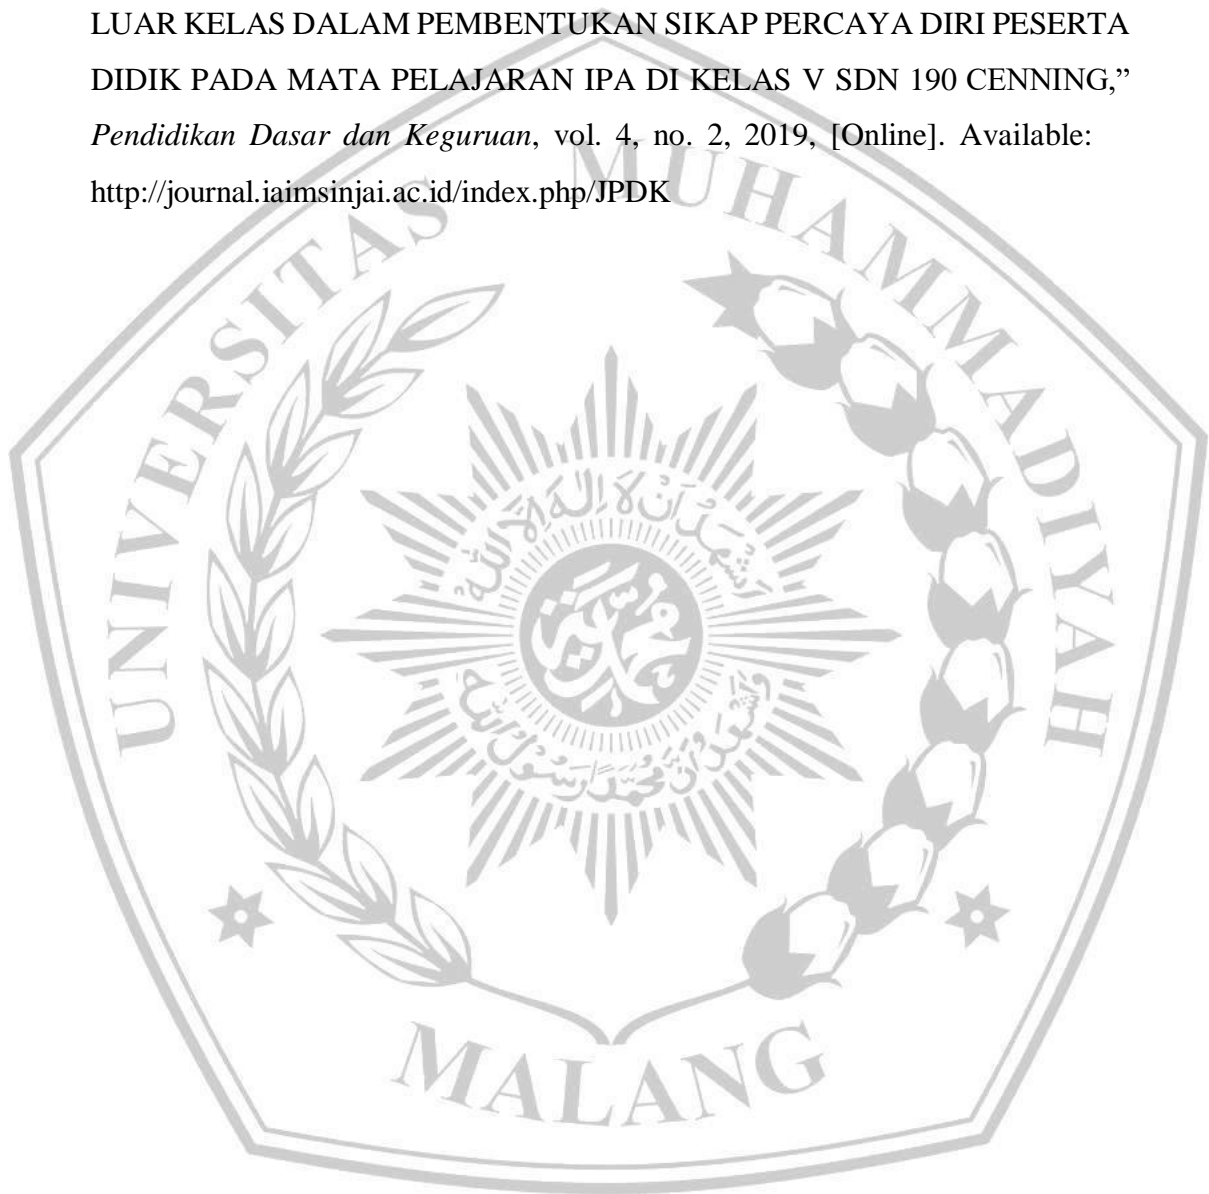 LUAR KELAS DALAM PEMBENTUKAN SIKAP PERCAYA DIRI PESERTA
DIDIK PADA MATA PELAJARAN IPA DI KELAS V SDN 190 CENNING,”
Pendidikan Dasar dan Keguruan, vol. 4, no. 2, 2019, [Online]. Available:
http://journal.iaimsinjai.ac.id/index.php/JPDK
UNIVERSITAS MUHAMMADIYAH
MALANG